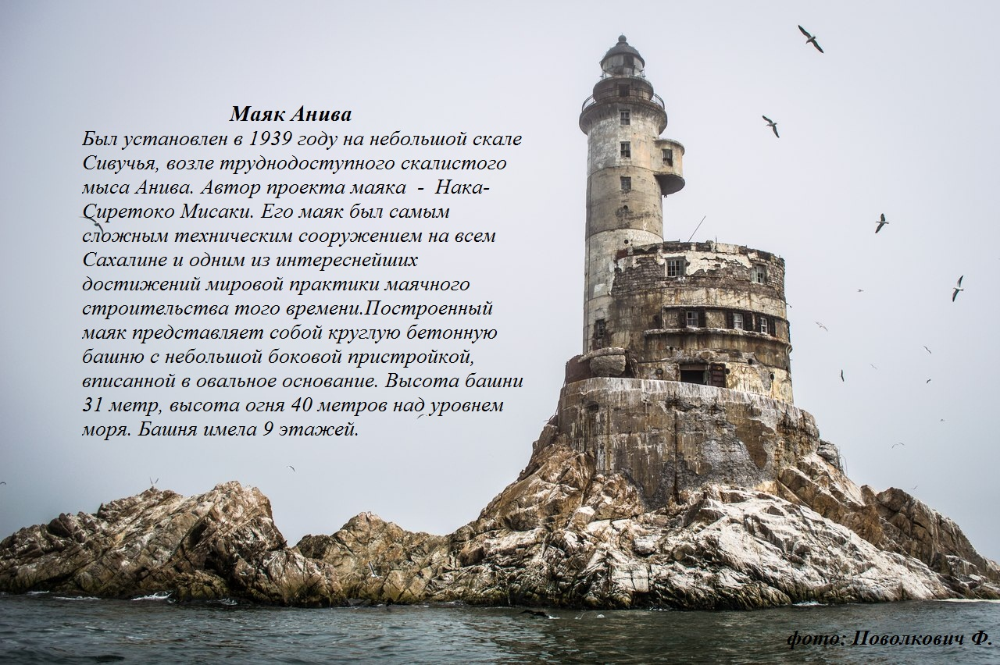 Маяк Анива
Был установлен в 1939 году на небольшой скале
Сивучья, возле труднодоступного скалистого
мыса Анива. Автор проекта маяка  -  Нака-
Сиретоко Мисаки. Его маяк был самым
сложным техническим сооружением на всем
Сахалине и одним из интереснейших
достижений мировой практики маячного
строительства того времени.Построенный
маяк представляет собой круглую бетонную
башню с небольшой боковой пристройкой,
вписанной в овальное основание. Высота башни
31 метр, высота огня 40 метров над уровнем
моря. Башня имела 9 этажей.
фото: Поволкович Ф.